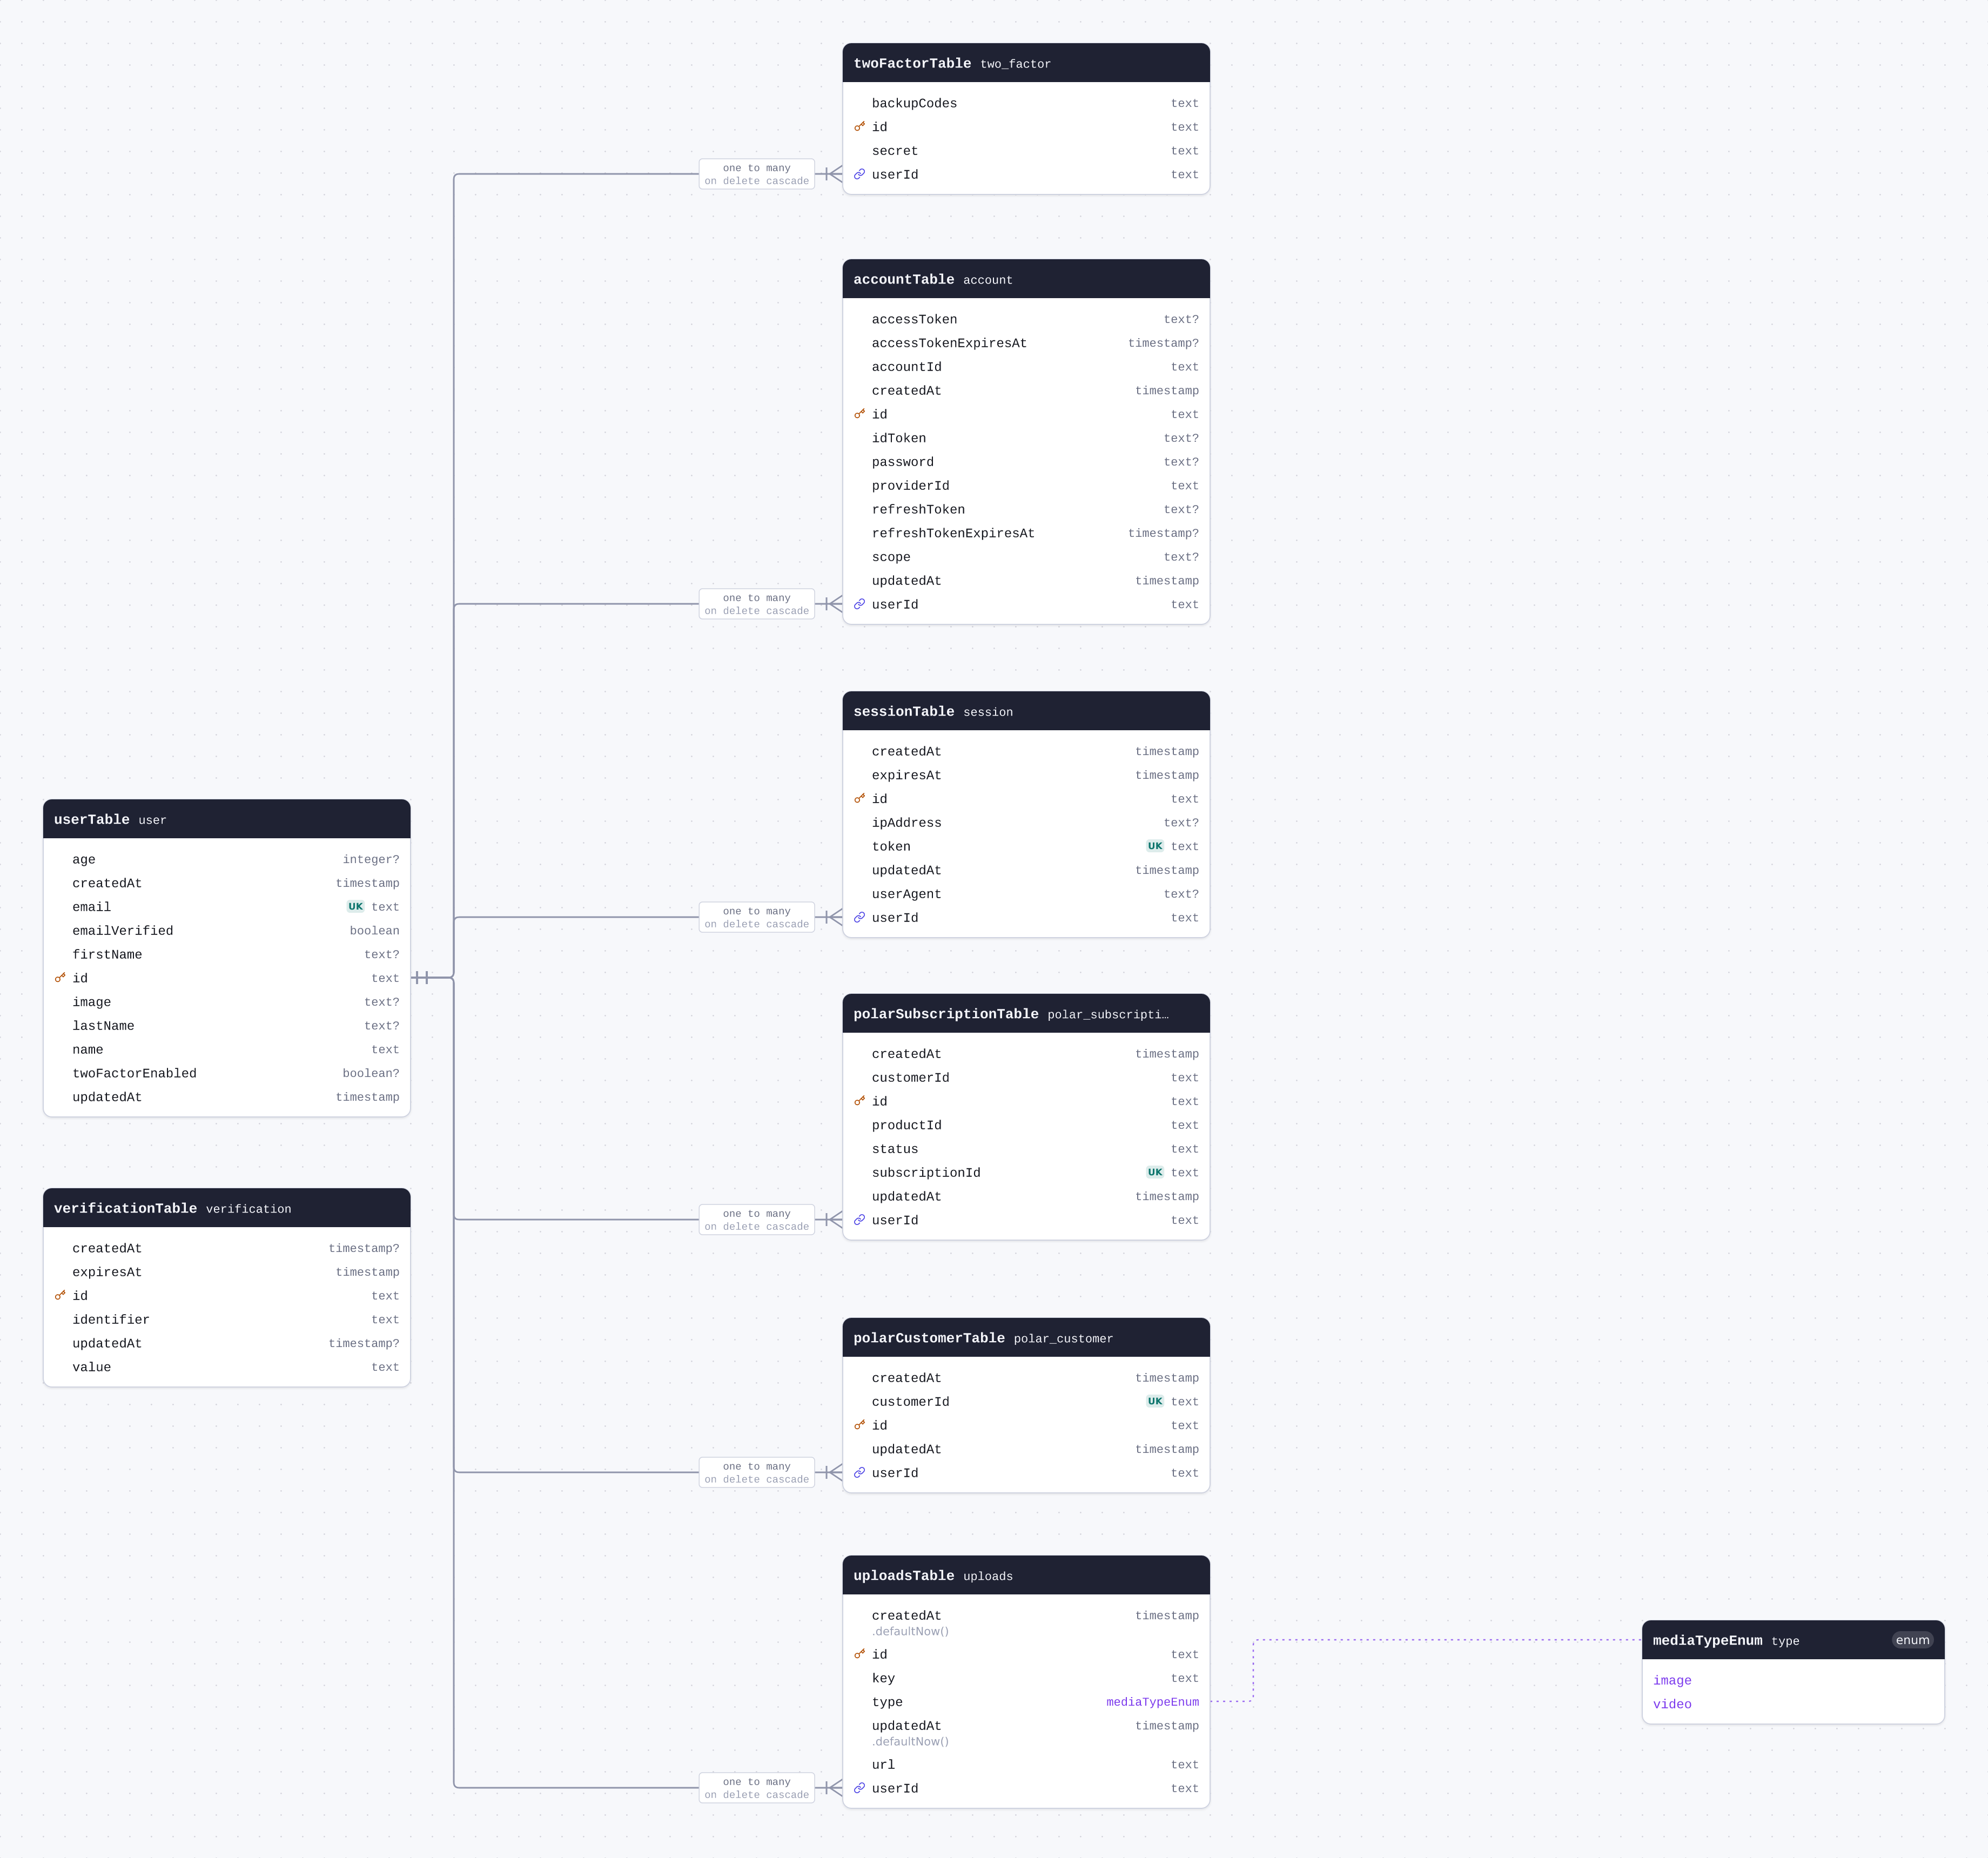 twoFactorTable two_factor
backupCodes text
id text
secret text
userId text
one to many
on delete cascade
accountTable account
accessToken text?
accessTokenExpiresAt timestamp?
accountId text
createdAt timestamp
id text
idToken text?
password text?
providerId text
refreshToken text?
refreshTokenExpiresAt timestamp?
scope text?
updatedAt timestamp
userId text
one to many
on delete cascade
sessionTable session
createdAt timestamp
expiresAt timestamp
id text
ipAddress text?
token UK text
updatedAt timestamp
userAgent text?
userId text
one to many
on delete cascade
userTable user
age integer?
createdAt timestamp
email UK text
emailVerified boolean
firstName text?
id text
image text?
lastName text?
name text
twoFactorEnabled boolean?
updatedAt timestamp
polarSubscriptionTable polar_subscripti…
createdAt timestamp
customerId text
id text
productId text
status text
subscriptionId UK text
updatedAt timestamp
userId text
one to many
on delete cascade
verificationTable verification
createdAt timestamp?
expiresAt timestamp
id text
identifier text
updatedAt timestamp?
value text
polarCustomerTable polar_customer
createdAt timestamp
customerId UK text
id text
updatedAt timestamp
userId text
one to many
on delete cascade
uploadsTable uploads
createdAt timestamp
.defaultNow()
id text
key text
type mediaTypeEnum
updatedAt timestamp
.defaultNow()
url text
userId text
one to many
on delete cascade
mediaTypeEnum type enum
image
video